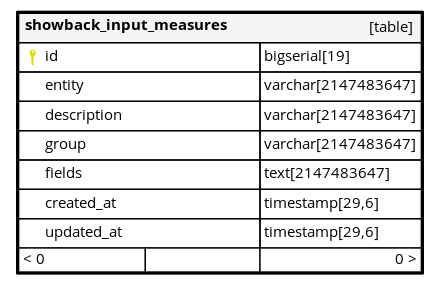 showback_input_measures [table]
id bigserial[19]
entity varchar[2147483647]
description varchar[2147483647]
group varchar[2147483647]
fields text[2147483647]
created_at timestamp[29,6]
updated_at timestamp[29,6]
< 0 0 >